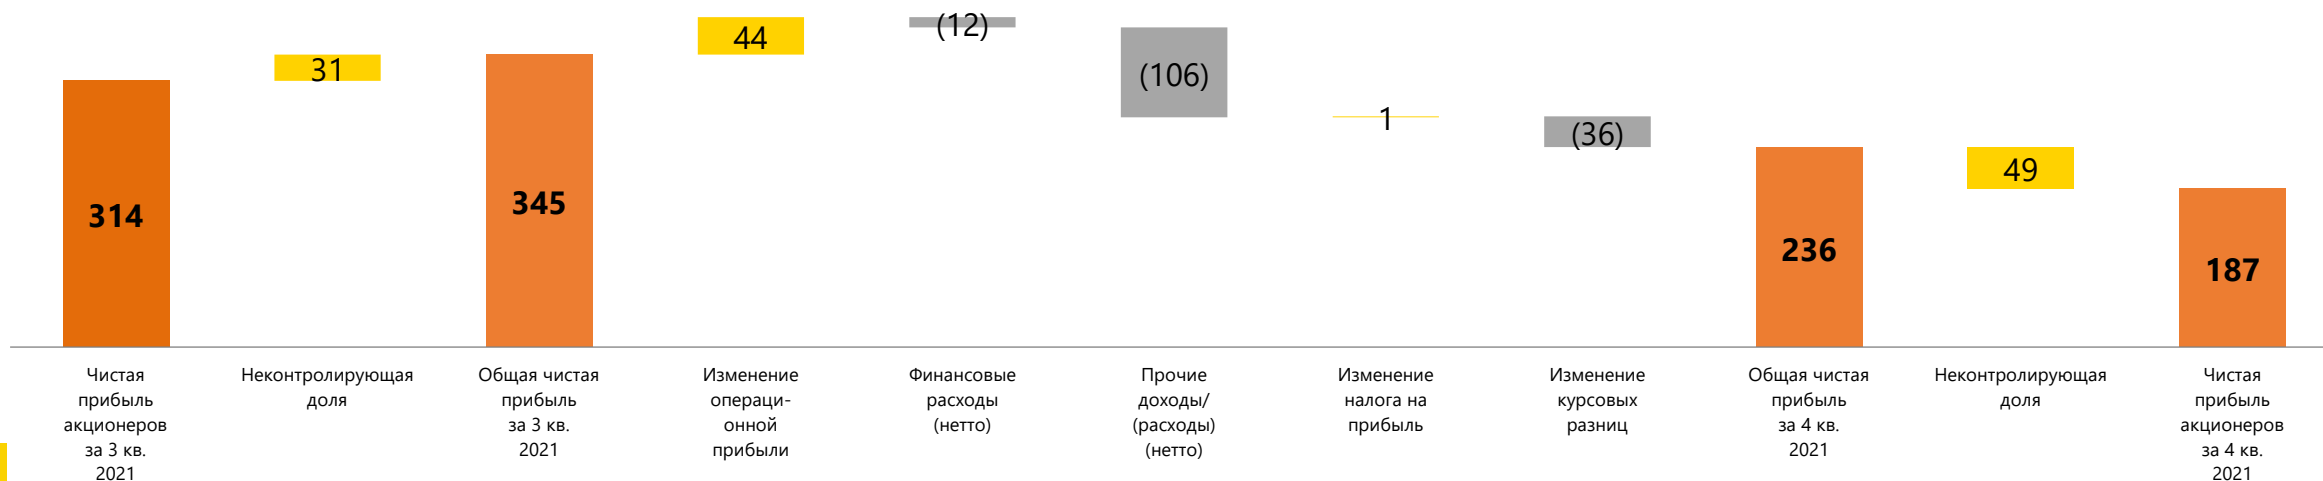 314
31
345
44
(12)
(106)
1
(36)
236
49
187
Чистая
прибыль
акционеров
за 3 кв.
2021
Неконтролирующая
доля
Общая чистая
прибыль
за 3 кв.
2021
Изменение
операци-
онной
прибыли
Финансовые
расходы
(нетто)
Прочие
доходы/
(расходы)
(нетто)
Изменение
налога на
прибыль
Изменение
курсовых
разниц
Общая чистая
прибыль
за 4 кв.
2021
Неконтролирующая
доля
Чистая
прибыль
акционеров
за 4 кв.
2021